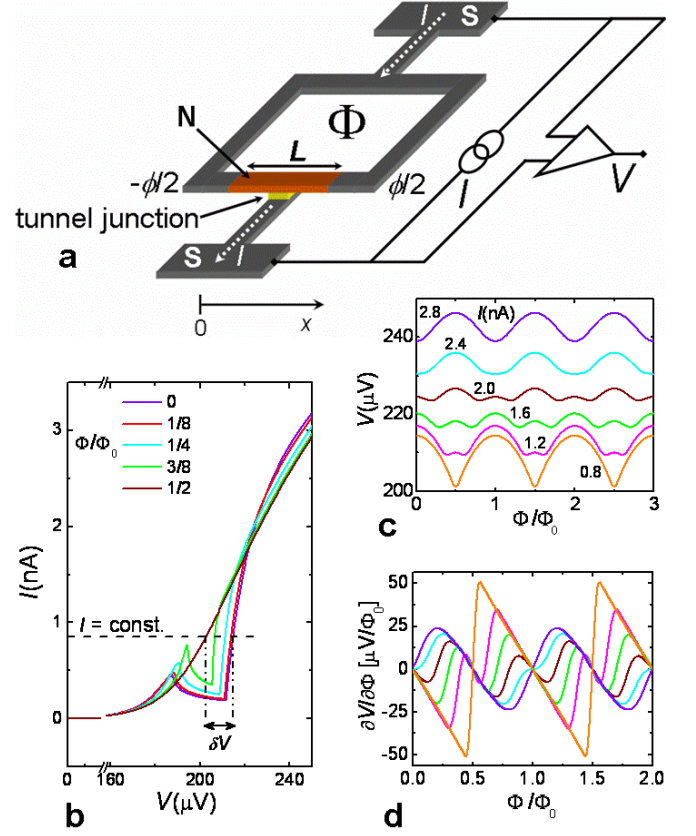 I S
N
Φ
L
-ϕ/2
ϕ/2
tunnel junction
I
V
S I
a
0 x
I(nA)
2.8
2.4
2.0
1.6
1.2
0.8
240
220
200
V(μV)
0 1 2 3
Φ/Φ0
c
Φ/Φ0
0
1/8
1/4
3/8
1/2
3
2
1
0
I(nA)
I = const.
δV
0 160 200 240
V(μV)
b
50
25
0
-25
-50
∂V/∂Φ [μV/Φ0]
0.0 0.5 1.0 1.5 2.0
Φ/Φ0
d